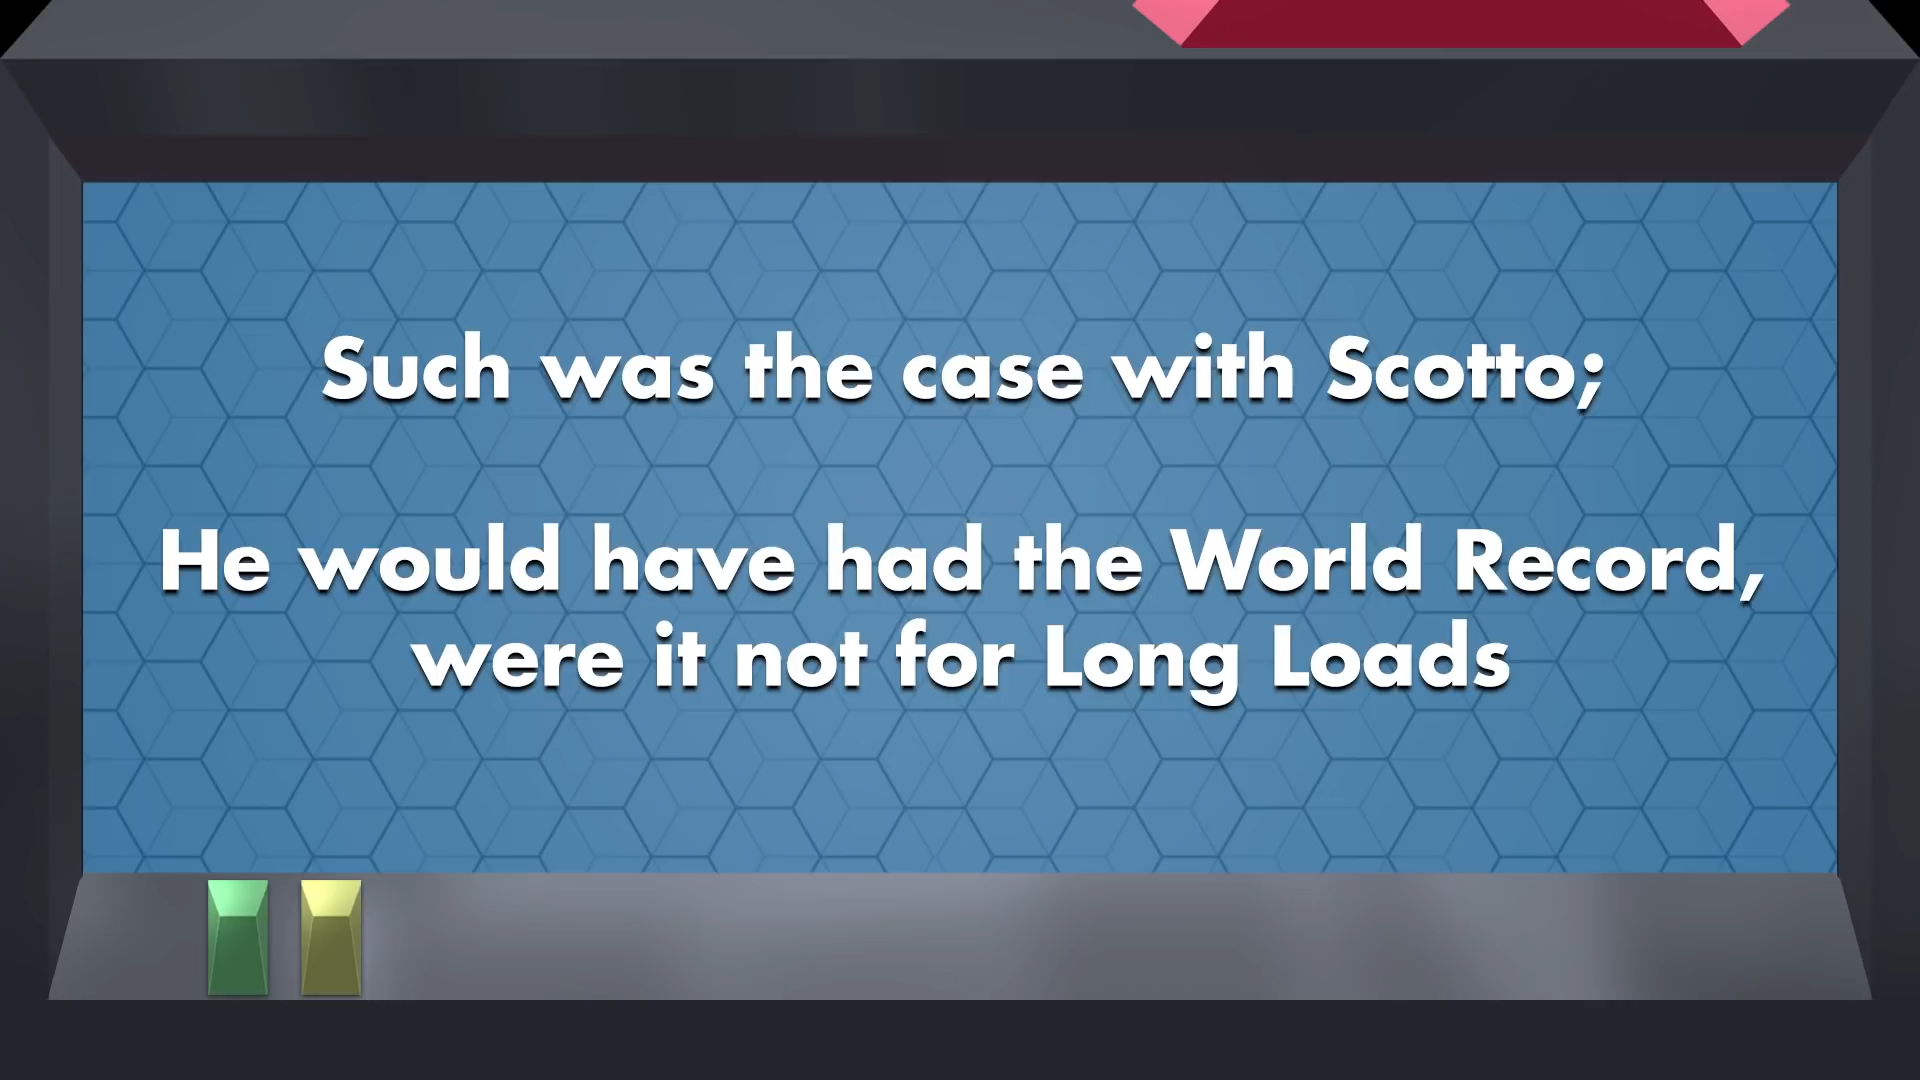 Such was the case with Scotto;
He would have had the World Record,
were it not for Long Loads